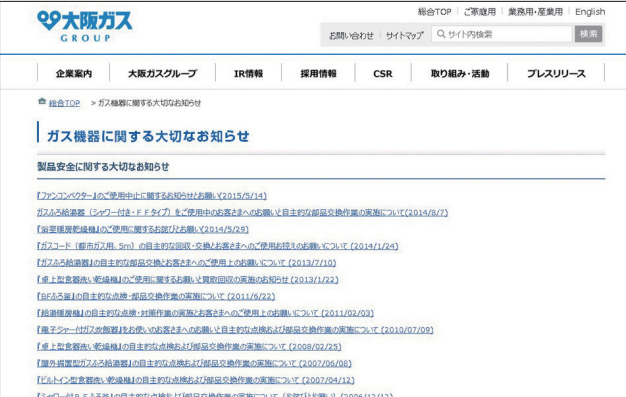 総合TOP ご家庭用 業務用・産業用 English
大阪ガス
GROUP
お問い合わせ サイトマップ サイト内検索 検索
企業案内 大阪ガスグループ IR情報 採用情報 CSR 取り組み・活動 プレスリリース
総合TOP >ガス機器に関する大切なお知らせ
ガス機器に関する大切なお知らせ
製品安全に関する大切なお知らせ
『ファンコンベクター』のご使用中止に関するお知らせとお願い(2015/5/14)
ガスふろ給湯器（シャワー付き・ＦＦタイプ）をご使用中のお客さまへのお願いと自主的な部品交換作業の実施について(2014/8/7)
『浴室暖房乾燥機』のご使用に関するお詫びとお願い(2014/5/29)
『ガスコード（都市ガス用、5m）の自主的な回収・交換とお客さまへのご使用お控えのお願いについて (2014/1/24)
『ガスふろ給湯器』の自主的な部品交換とお客さまへのご使用上のお願いについて (2013/7/10)
『卓上型食器洗い乾燥機』のご使用に関するお願いと買取回収の実施のお知らせ (2013/1/22)
『BFふろ釜』の自主的な点検・部品交換作業の実施について (2011/6/22)
『給湯暖房機』の自主的な点検・対策作業の実施とお客さまへのご使用上のお願いについて (2011/02/03)
『電子ジャー付ガス炊飯器』をお使いのお客さまへのお願いと自主的な点検および部品交換作業の実施について (2010/07/09)
『卓上型食器洗い乾燥機』の自主的な点検および部品交換作業の実施について (2008/02/25)
『屋外据置型ガスふろ給湯器』の自主的な点検および部品交換作業の実施について (2007/06/08)
『ビルトイン型食器洗い乾燥機』の自主的な点検および部品交換作業の実施について (2007/04/12)